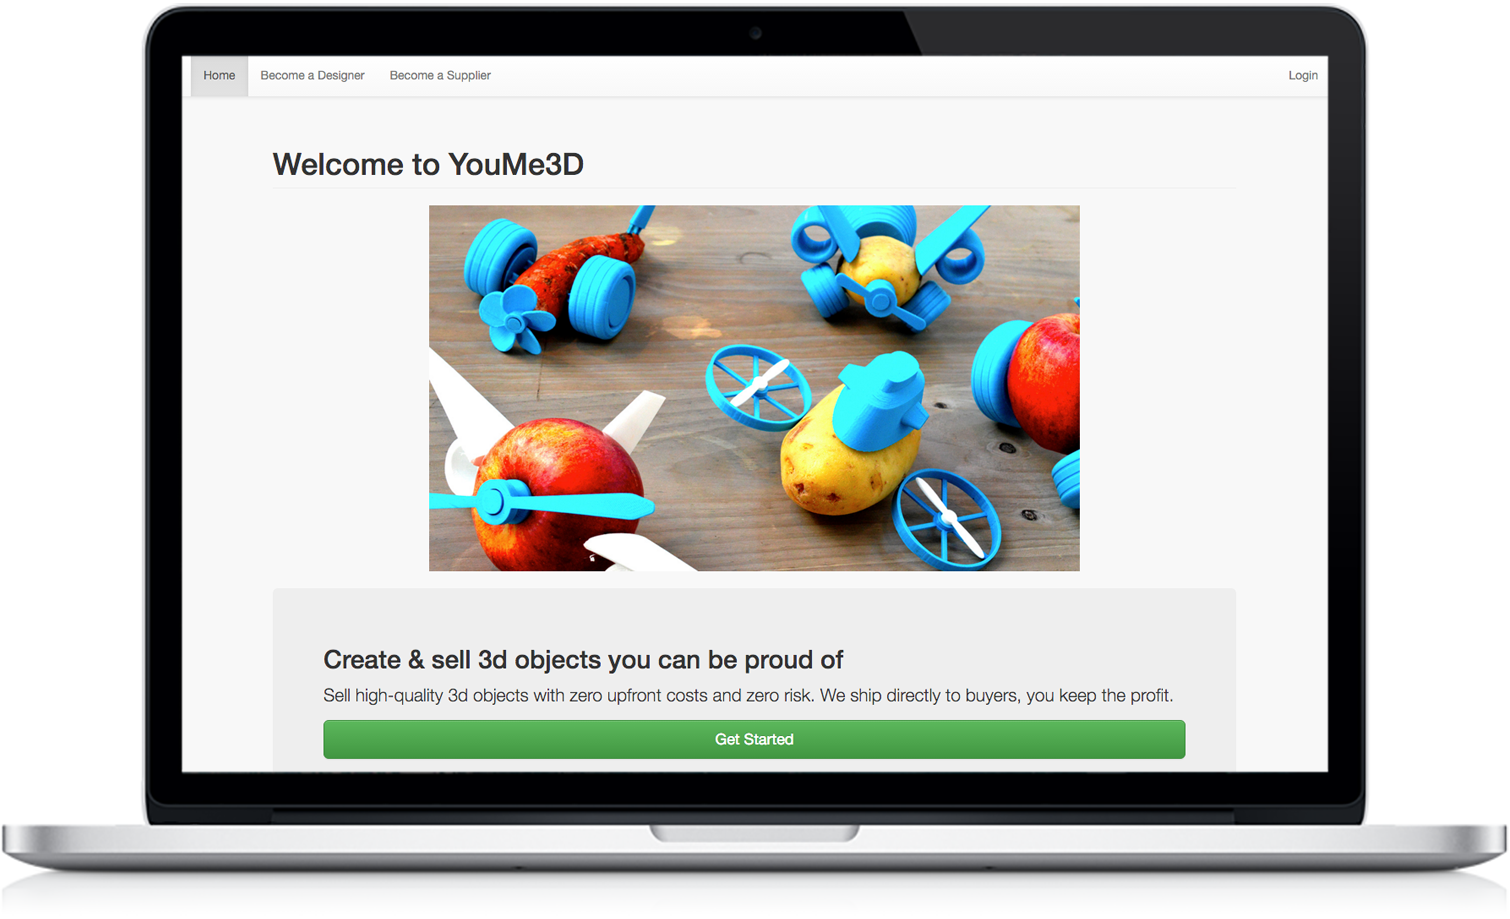 Home Become a Designer Become a Supplier Login
Welcome to YouMe3D
Create & sell 3d objects you can be proud of
Sell high-quality 3d objects with zero upfront costs and zero risk. We ship directly to buyers, you keep the profit.
Get Started